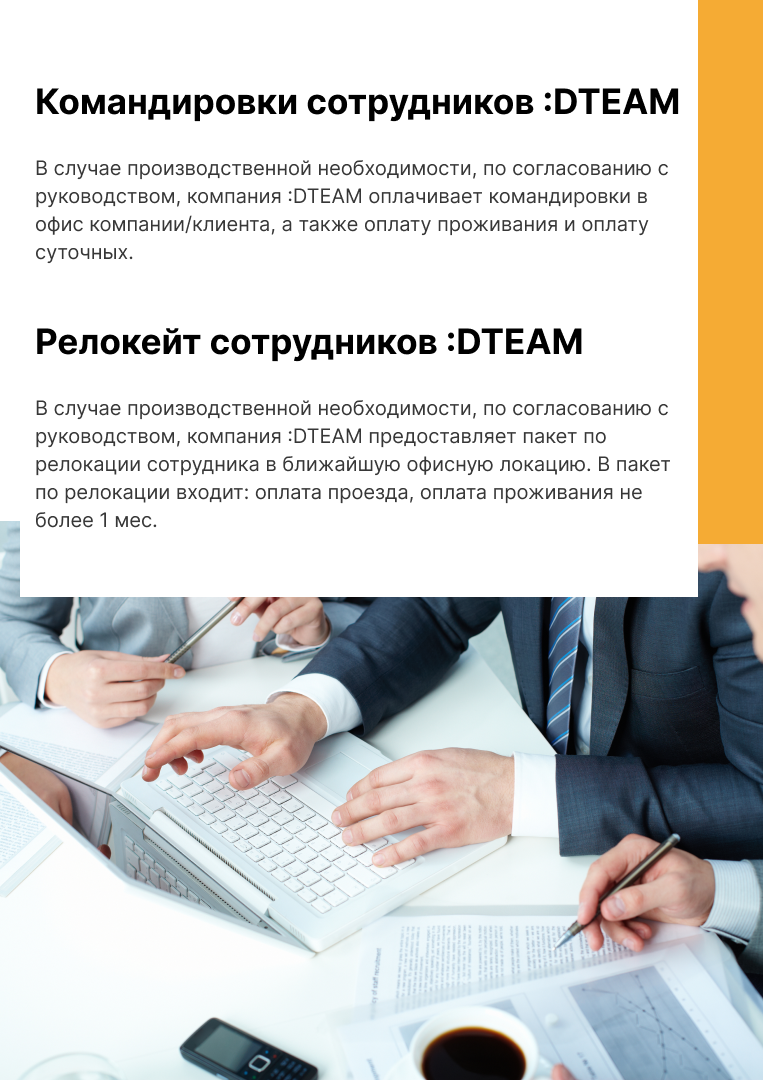 Командировки сотрудников :DTEAM
В случае производственной необходимости, по согласованию с
руководством, компания :DTEAM оплачивает командировки в
офис компании/клиента, а также оплату проживания и оплату
суточных.
Релокейт сотрудников :DTEAM
В случае производственной необходимости, по согласованию с
руководством, компания :DTEAM предоставляет пакет по
релокации сотрудника в ближайшую офисную локацию. В пакет
по релокации входит: оплата проезда, оплата проживания не
более 1 мес.